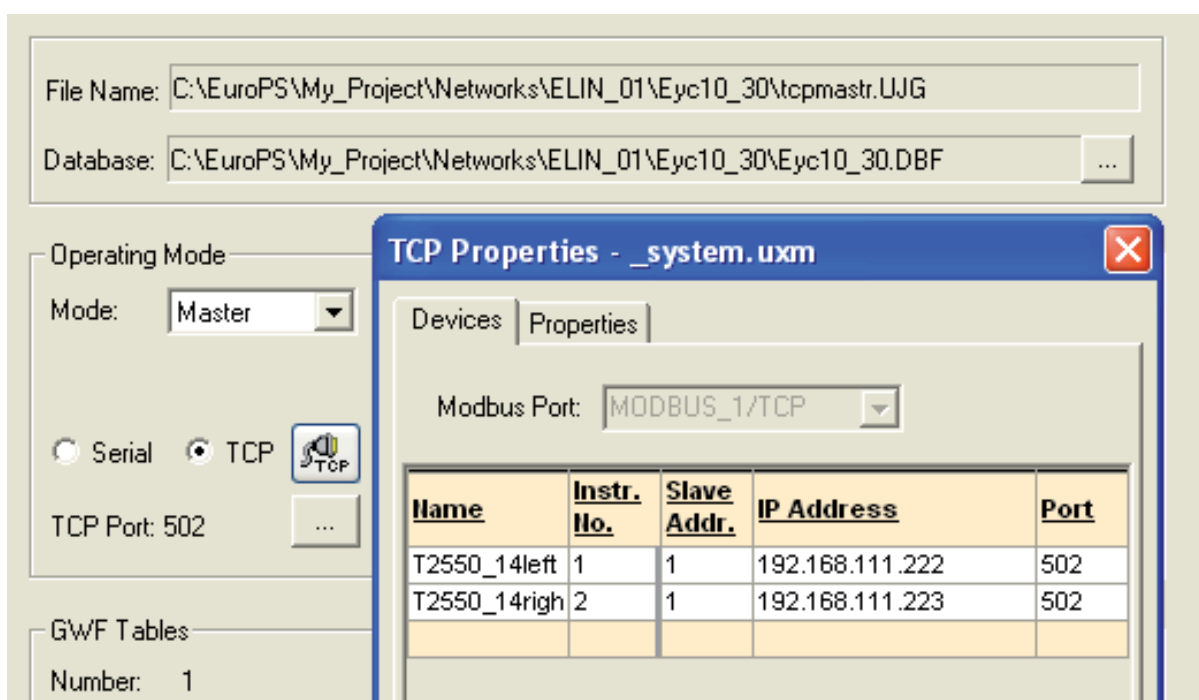 File Name: C:\EuroPS\My_Project\Networks\ELIN_01\Eyc10_30\tcpmastr.UJG
Database: C:\EuroPS\My_Project\Networks\ELIN_01\Eyc10_30\Eyc10_30.DBF ...
Operating Mode
Mode: Master
Serial TCP TCP
TCP Port: 502 ...
GWF Tables
Number: 1
TCP Properties - _system.uxm
Devices Properties
Modbus Port: MODBUS_1/TCP
Name Instr. No. Slave Addr. IP Address Port
T2550_14left 1 1 192.168.111.222 502
T2550_14righ 2 1 192.168.111.223 502